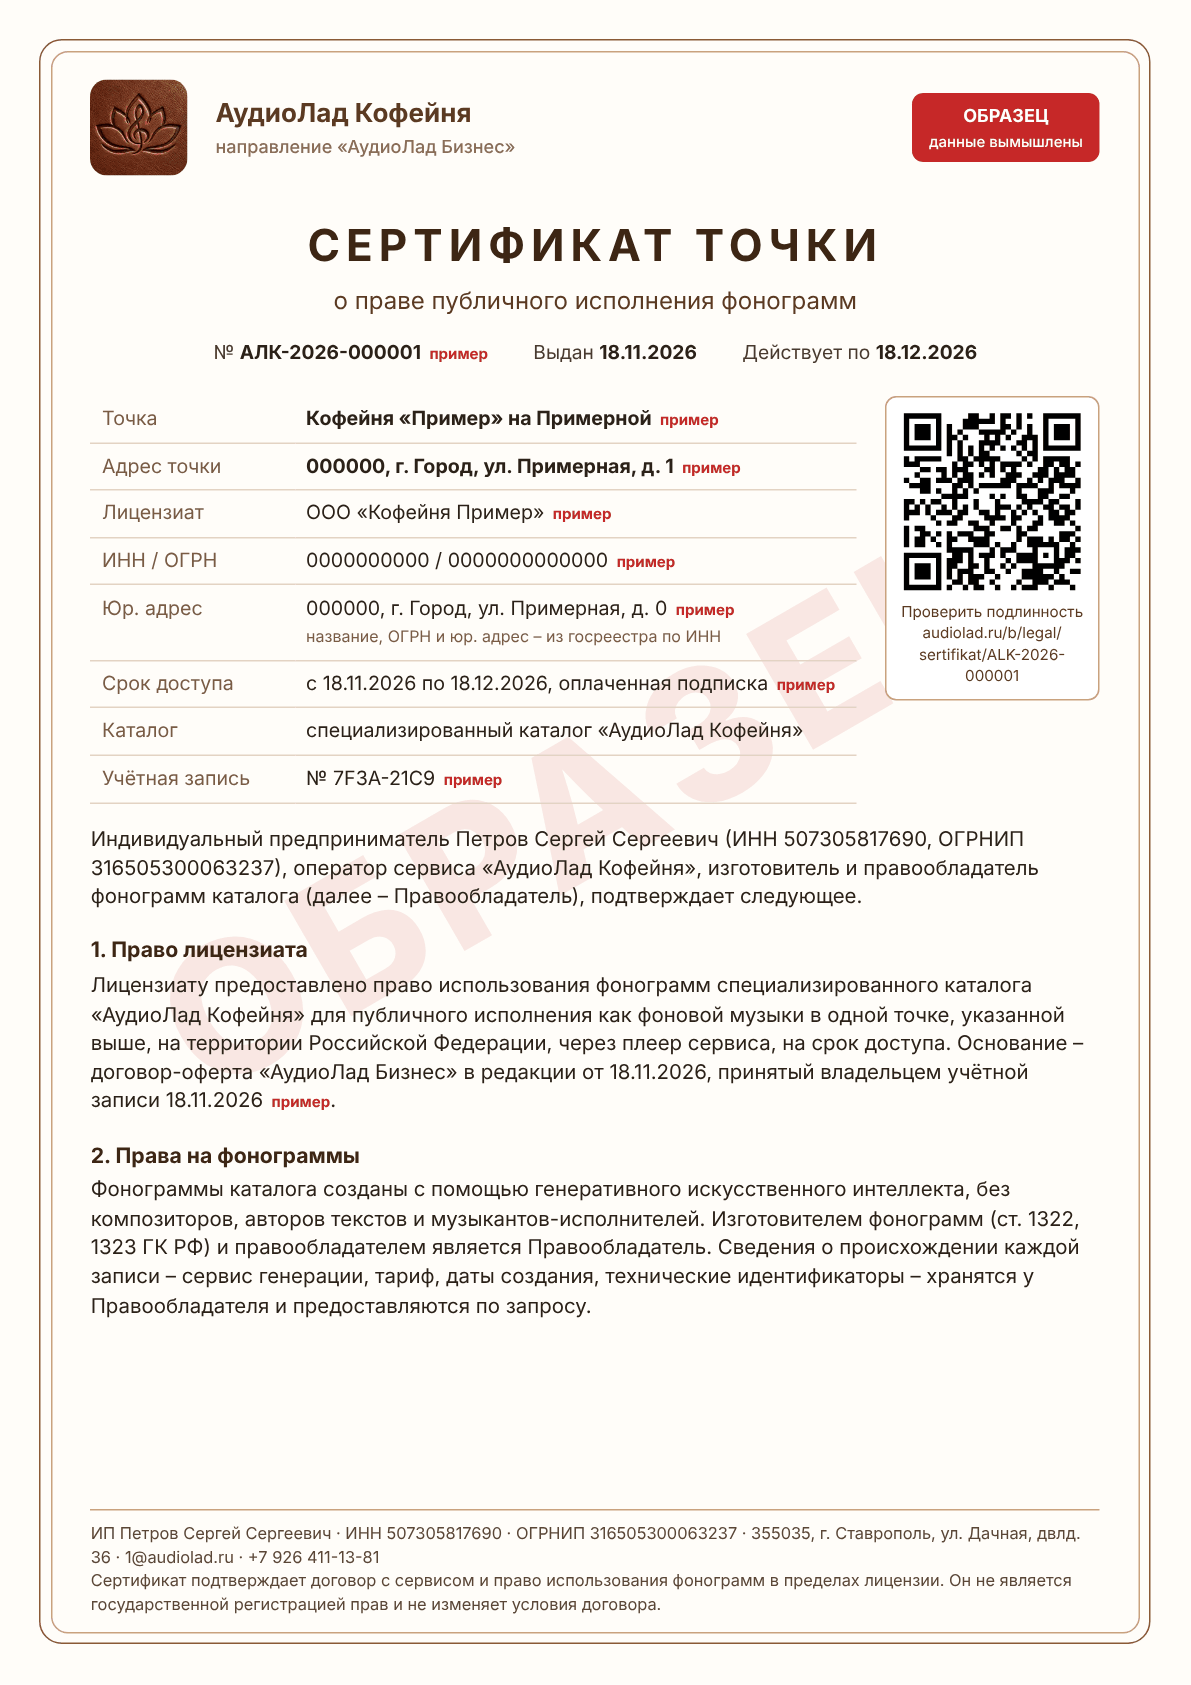 АудиоЛад Кофейня
направление «АудиоЛад Бизнес»
ОБРАЗЕЦ
данные вымышлены
СЕРТИФИКАТ ТОЧКИ
о праве публичного исполнения фонограмм
№ АЛК-2026-000001 пример Выдан 18.11.2026 Действует по 18.12.2026
Точка Кофейня «Пример» на Примерной пример
Адрес точки 000000, г. Город, ул. Примерная, д. 1 пример
Лицензиат ООО «Кофейня Пример» пример
ИНН / ОГРН 0000000000 / 0000000000000 пример
Юр. адрес 000000, г. Город, ул. Примерная, д. 0 пример
название, ОГРН и юр. адрес – из госреестра по ИНН
Срок доступа с 18.11.2026 по 18.12.2026, оплаченная подписка пример
Каталог специализированный каталог «АудиоЛад Кофейня»
Учётная запись № 7F3A-21C9 пример
Проверить подлинность
audiolad.ru/b/legal/
sertifikat/ALK-2026-
000001
ОБРАЗЕ
Индивидуальный предприниматель Петров Сергей Сергеевич (ИНН 507305817690, ОГРНИП
316505300063237), оператор сервиса «АудиоЛад Кофейня», изготовитель и правообладатель
фонограмм каталога (далее – Правообладатель), подтверждает следующее.
1. Право лицензиата
Лицензиату предоставлено право использования фонограмм специализированного каталога
«АудиоЛад Кофейня» для публичного исполнения как фоновой музыки в одной точке, указанной
выше, на территории Российской Федерации, через плеер сервиса, на срок доступа. Основание –
договор-оферта «АудиоЛад Бизнес» в редакции от 18.11.2026, принятый владельцем учётной
записи 18.11.2026 пример.
2. Права на фонограммы
Фонограммы каталога созданы с помощью генеративного искусственного интеллекта, без
композиторов, авторов текстов и музыкантов-исполнителей. Изготовителем фонограмм (ст. 1322,
1323 ГК РФ) и правообладателем является Правообладатель. Сведения о происхождении каждой
записи – сервис генерации, тариф, даты создания, технические идентификаторы – хранятся у
Правообладателя и предоставляются по запросу.
ИП Петров Сергей Сергеевич · ИНН 507305817690 · ОГРНИП 316505300063237 · 355035, г. Ставрополь, ул. Дачная, двлд.
36 · 1@audiolad.ru · +7 926 411-13-81
Сертификат подтверждает договор с сервисом и право использования фонограмм в пределах лицензии. Он не является
государственной регистрацией прав и не изменяет условия договора.